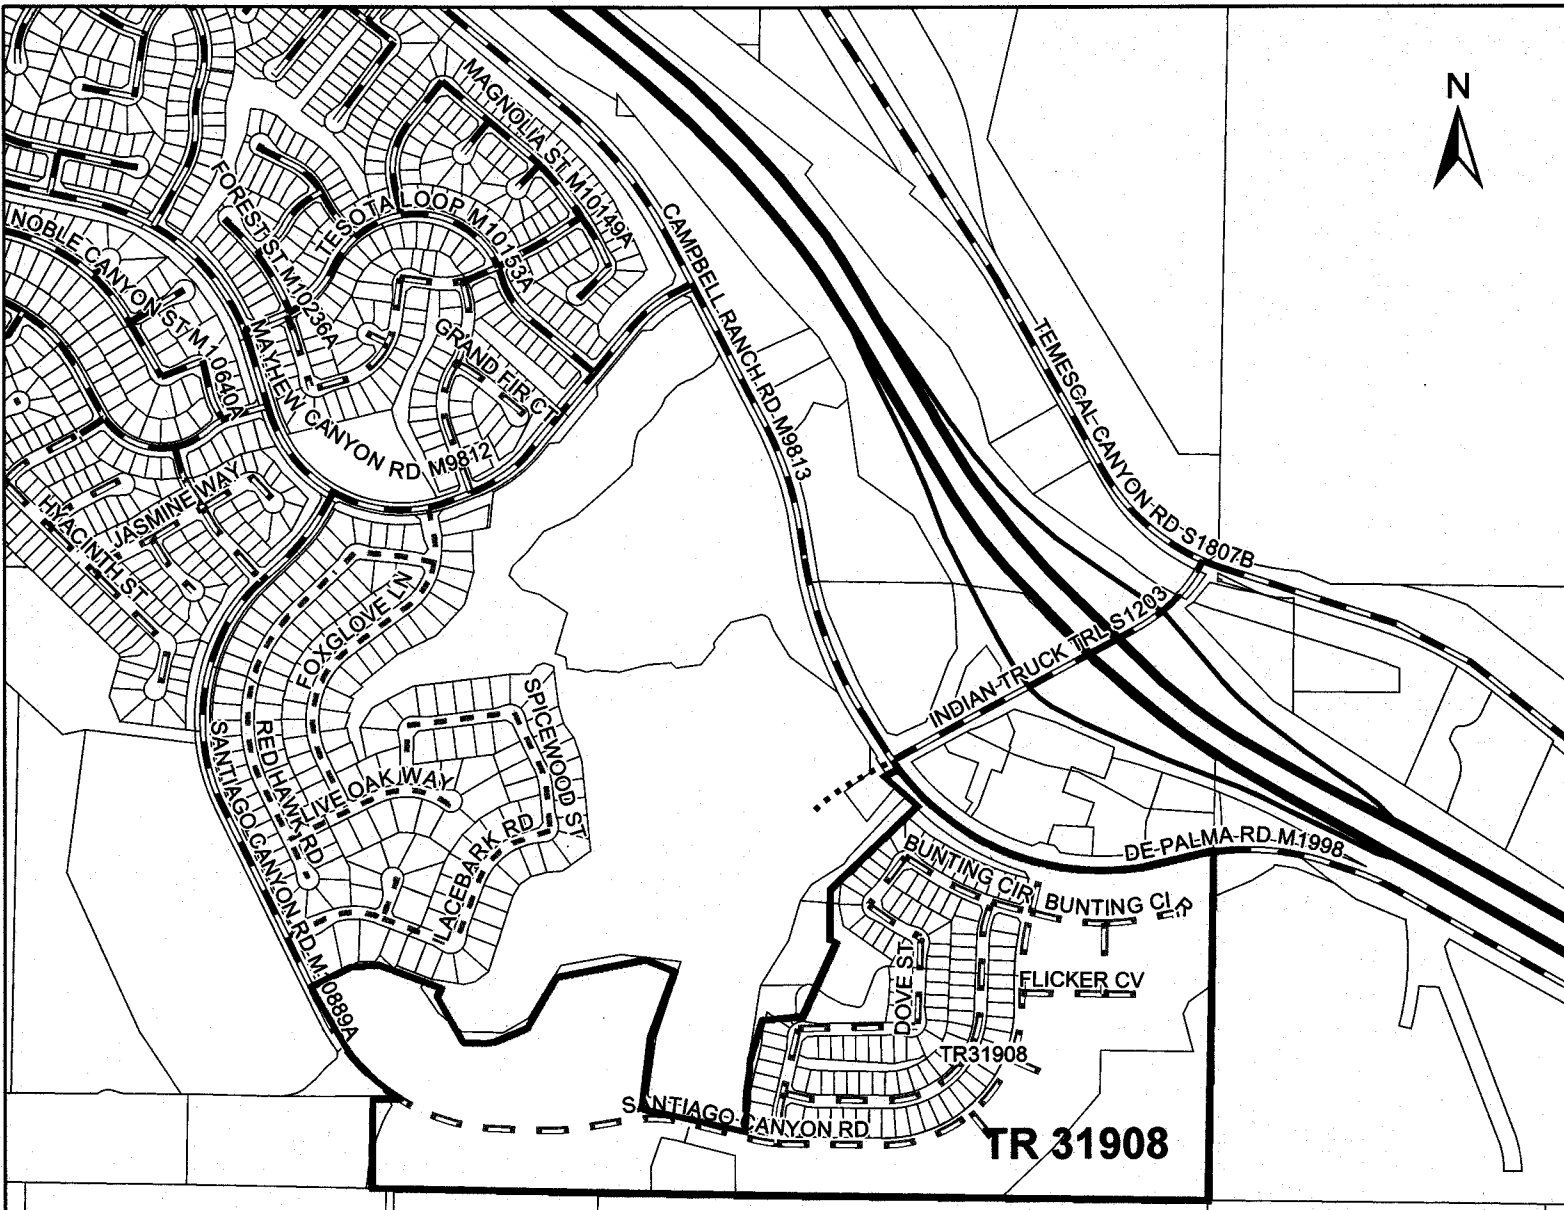 N
MAGNOLIA ST M10149A
FOREST ST M10236A
TESOTA LOOP M10153A
CAMPBELL RANCH RD M9813
NOBLE CANYON ST M10640A
MAYHEW CANYON RD M9812
GRAND FIR CT
TEMESCAL CANYON RD S1807B
JASMINE WAY
HYACINTH ST
FOXGLOVE LN
INDIAN TRUCK TRL S1203
SPICEWOOD ST
SANTIAGO CANYON RD M10889A
RED HAWK RD
LIVE OAK WAY
LACEBARK RD
DE PALMA RD M1998
BUNTING CIR
BUNTING CIR
DOVE ST
FLICKER CV
TR31908
SANTIAGO CANYON RD
TR 31908